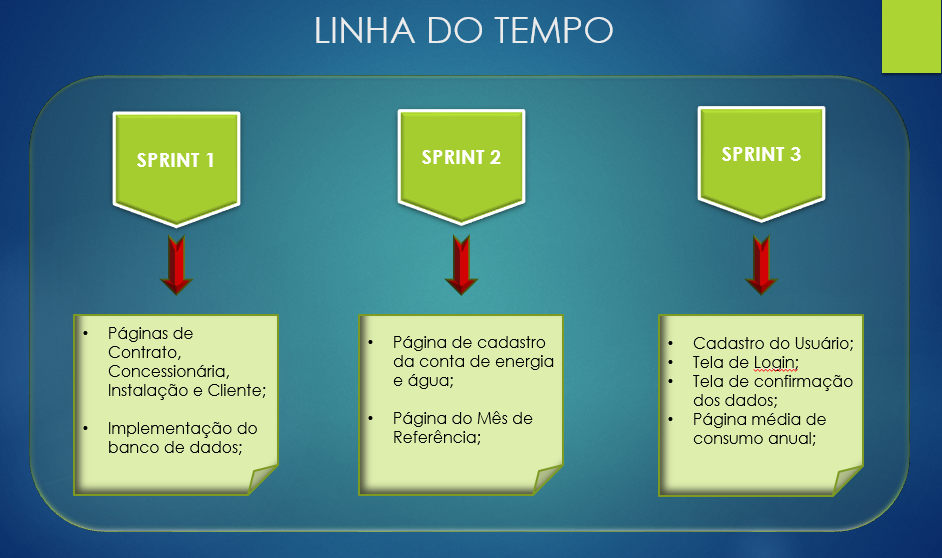 LINHA DO TEMPO
SPRINT 1
• Páginas de
Contrato,
Concessionária,
Instalação e Cliente;
• Implementação do
banco de dados;
SPRINT 2
• Página de cadastro
da conta de energia
e água;
• Página do Mês de
Referência;
SPRINT 3
• Cadastro do Usuário;
• Tela de Login;
• Tela de confirmação
dos dados;
• Página média de
consumo anual;